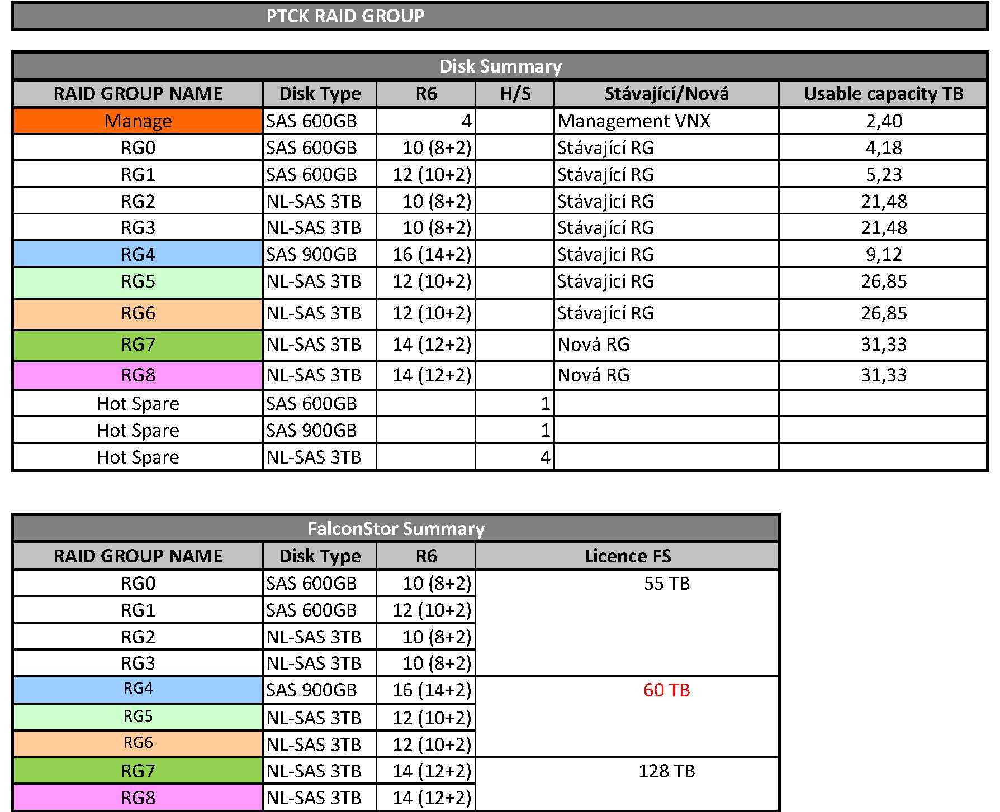 PTCK RAID GROUP
Disk Summary
RAID GROUP NAME Disk Type R6 H/S Stávající/Nová Usable capacity TB
Manage SAS 600GB 4 Management VNX 2,40
RG0 SAS 600GB 10 (8+2) Stávající RG 4,18
RG1 SAS 600GB 12 (10+2) Stávající RG 5,23
RG2 NL-SAS 3TB 10 (8+2) Stávající RG 21,48
RG3 NL-SAS 3TB 10 (8+2) Stávající RG 21,48
RG4 SAS 900GB 16 (14+2) Stávající RG 9,12
RG5 NL-SAS 3TB 12 (10+2) Stávající RG 26,85
RG6 NL-SAS 3TB 12 (10+2) Stávající RG 26,85
RG7 NL-SAS 3TB 14 (12+2) Nová RG 31,33
RG8 NL-SAS 3TB 14 (12+2) Nová RG 31,33
Hot Spare SAS 600GB 1
Hot Spare SAS 900GB 1
Hot Spare NL-SAS 3TB 4
FalconStor Summary
RAID GROUP NAME Disk Type R6 Licence FS
RG0 SAS 600GB 10 (8+2) 55 TB
RG1 SAS 600GB 12 (10+2)
RG2 NL-SAS 3TB 10 (8+2)
RG3 NL-SAS 3TB 10 (8+2)
RG4 SAS 900GB 16 (14+2) 60 TB
RG5 NL-SAS 3TB 12 (10+2)
RG6 NL-SAS 3TB 12 (10+2)
RG7 NL-SAS 3TB 14 (12+2) 128 TB
RG8 NL-SAS 3TB 14 (12+2)